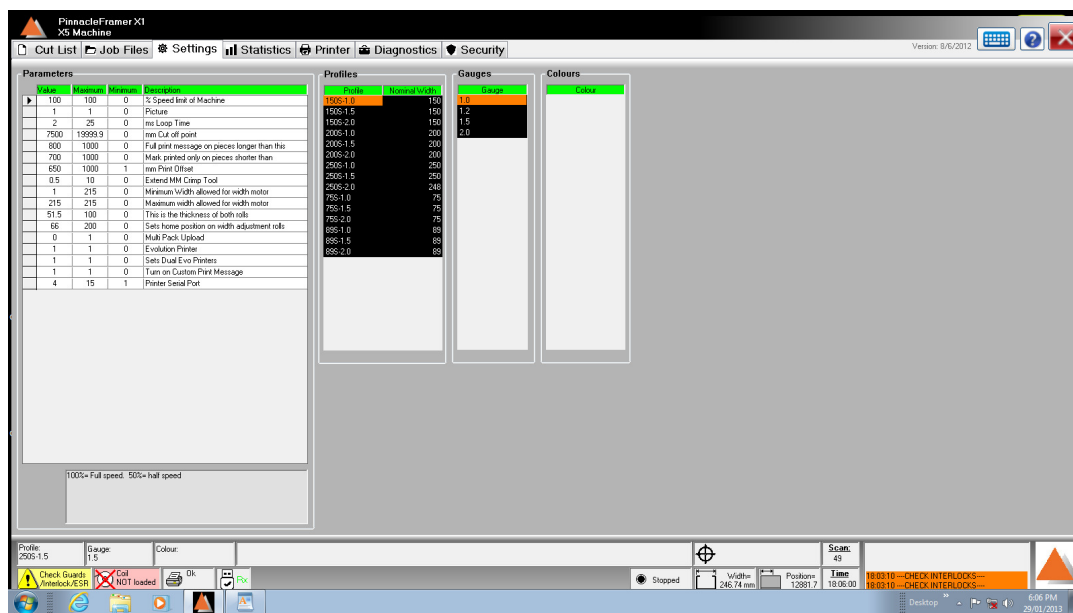 PinnacleFramer X1
X5 Machine
Cut List Job Files Settings Statistics Printer Diagnostics Security
Version: 8/6/2012
Parameters
Value Maximum Minimum Description
100 100 0 % Speed limit of Machine
1 1 0 Picture
2 25 0 ms Loop Time
7500 19999.9 0 mm Cut off point
800 1000 0 Full print message on pieces longer than this
700 1000 0 Mark printed only on pieces shorter than
650 1000 1 mm Print Offset
0.5 10 0 Extend MM Crimp Tool
1 215 0 Minimum Width allowed for width motor
215 215 0 Maximum width allowed for width motor
51.5 100 0 This is the thickness of both rolls
66 200 0 Sets home position on width adjustment rolls
0 1 0 Multi Pack Upload
1 1 0 Evolution Printer
1 1 0 Sets Dual Evo Printers
1 1 0 Turn on Custom Print Message
4 15 1 Printer Serial Port
100%= Full speed. 50%= half speed
Profiles
Profile Nominal Width
150S-1.0 150
150S-1.5 150
150S-2.0 150
200S-1.0 200
200S-1.5 200
200S-2.0 200
250S-1.0 250
250S-1.5 250
250S-2.0 248
75S-1.0 75
75S-1.5 75
75S-2.0 75
89S-1.0 89
89S-1.5 89
89S-2.0 89
Gauges
Gauge
1.0
1.2
1.5
2.0
Colours
Colour
Profile:
250S-1.5
Gauge:
1.5
Colour:
Scan:
49
Check Guards
/Interlock/ESR
Coil
NOT loaded
Ok
Rx
Stopped
Width=
246.74 mm
Position=
12881.7
Time
18:06:00
18:03:10 ---CHECK INTERLOCKS----
18:03:10 ---CHECK INTERLOCKS----
Desktop
6:06 PM
29/01/2013